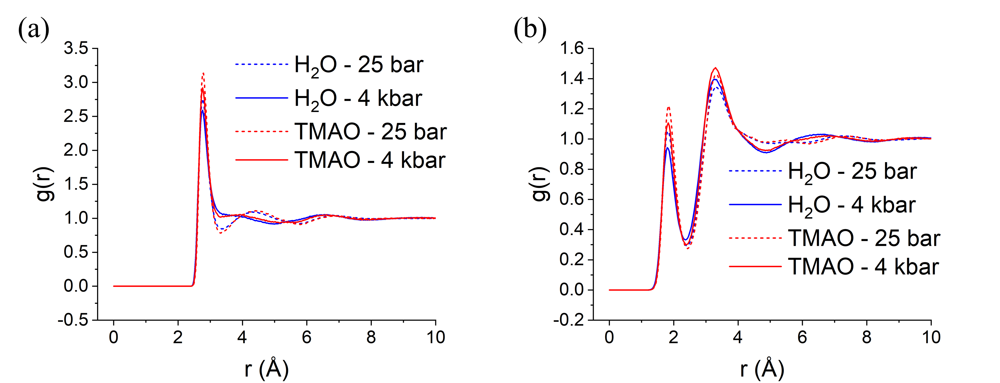 (a)
3.5
3.0
2.5
2.0
1.5
1.0
0.5
0.0
-0.5
g(r)
0 2 4 6 8 10
r (Å)
H₂O - 25 bar
H₂O - 4 kbar
TMAO - 25 bar
TMAO - 4 kbar
(b)
1.6
1.4
1.2
1.0
0.8
0.6
0.4
0.2
0.0
-0.2
g(r)
0 2 4 6 8 10
r (Å)
H₂O - 25 bar
H₂O - 4 kbar
TMAO - 25 bar
TMAO - 4 kbar